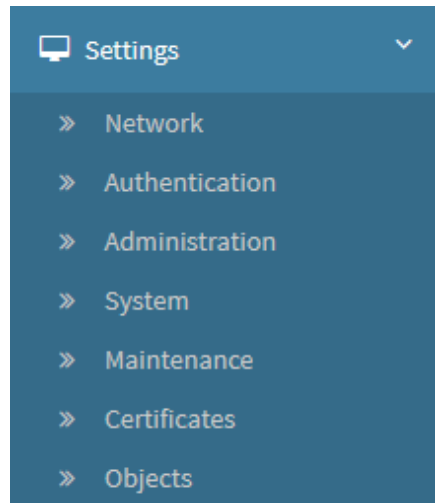 Settings
Network
Authentication
Administration
System
Maintenance
Certificates
Objects